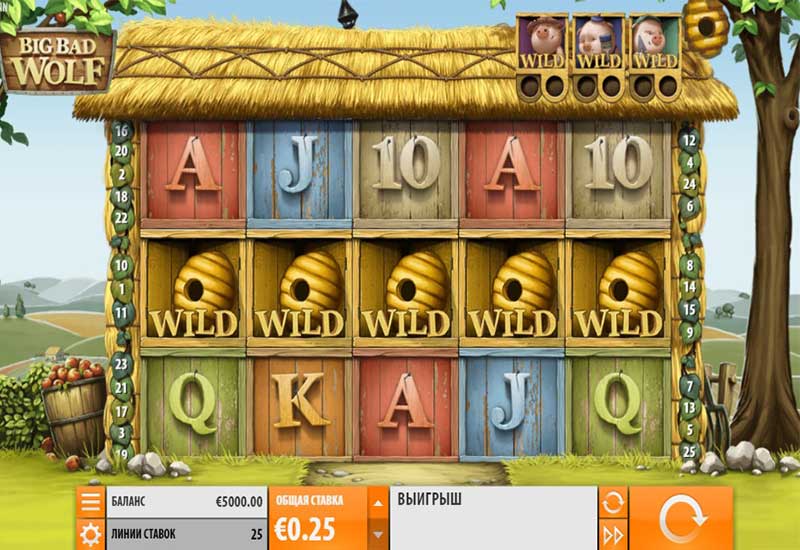 BIG BAD
WOLF
WILD WILD WILD
16 A J 10 A 10 12
20 4
2 24
18 6
22
10 WILD WILD WILD WILD WILD 8
1 14
11 15
9
23 Q K A J Q 7
21 13
17 5
3 25
19
БАЛАНС €5000.00
ОБЩАЯ СТАВКА
€0.25
ВЫИГРЫШ
ЛИНИИ СТАВОК 25